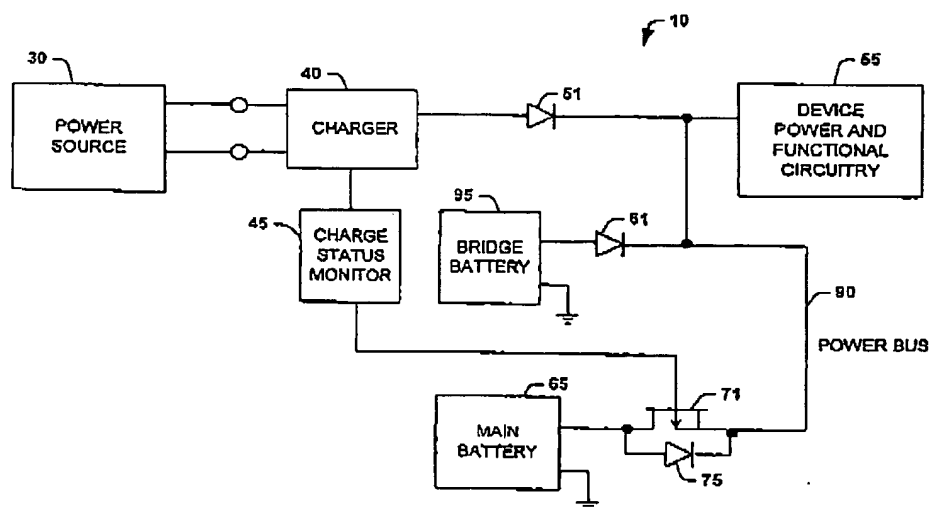 10
30
POWER
SOURCE
40
CHARGER
51
55
DEVICE
POWER AND
FUNCTIONAL
CIRCUITRY
45
CHARGE
STATUS
MONITOR
95
BRIDGE
BATTERY
61
90
POWER BUS
65
MAIN
BATTERY
71
75